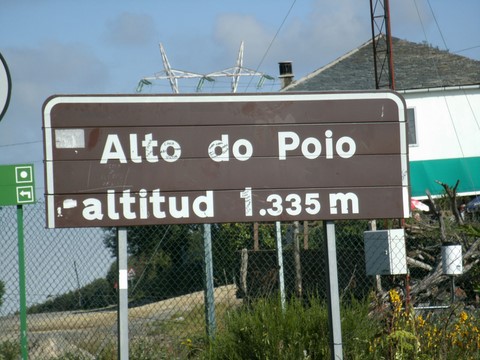 Alto do Poio
altitud 1.335 m